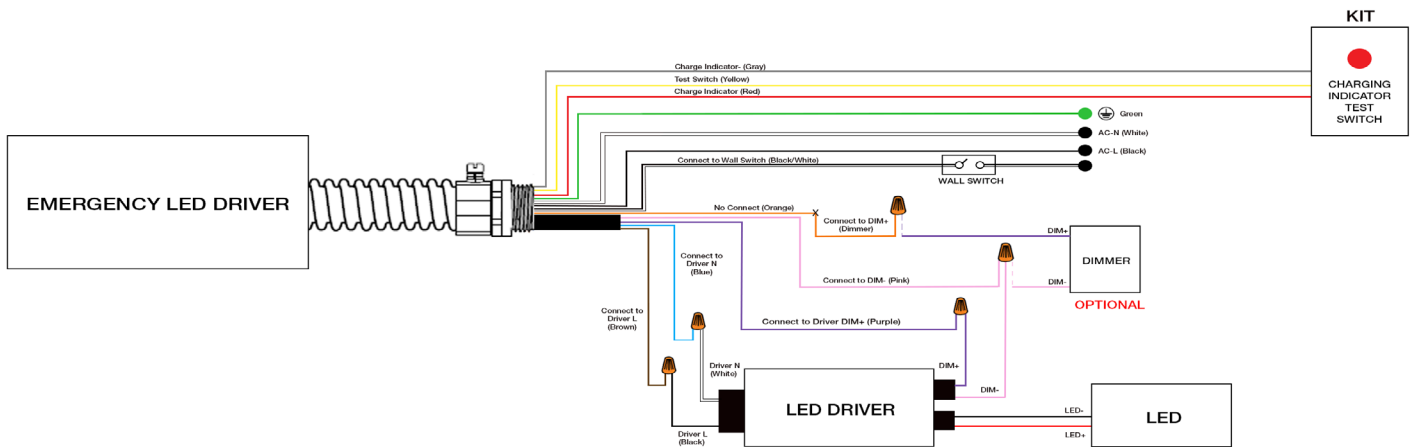 KIT
CHARGING
INDICATOR
TEST
SWITCH
Charge Indicator- (Gray)
Test Switch (Yellow)
Charge Indicator (Red)
Green
AC-N (White)
AC-L (Black)
Connect to Wall Switch (Black/White)
WALL SWITCH
EMERGENCY LED DRIVER
No Connect (Orange)
X
Connect to DIM+
(Dimmer)
DIM+
DIMMER
DIM-
OPTIONAL
Connect to
Driver N
(Blue)
Connect to DIM- (Pink)
Connect to
Driver L
(Brown)
Connect to Driver DIM+ (Purple)
Driver N
(White)
DIM+
DIM-
LED DRIVER
Driver L
(Black)
LED-
LED+
LED